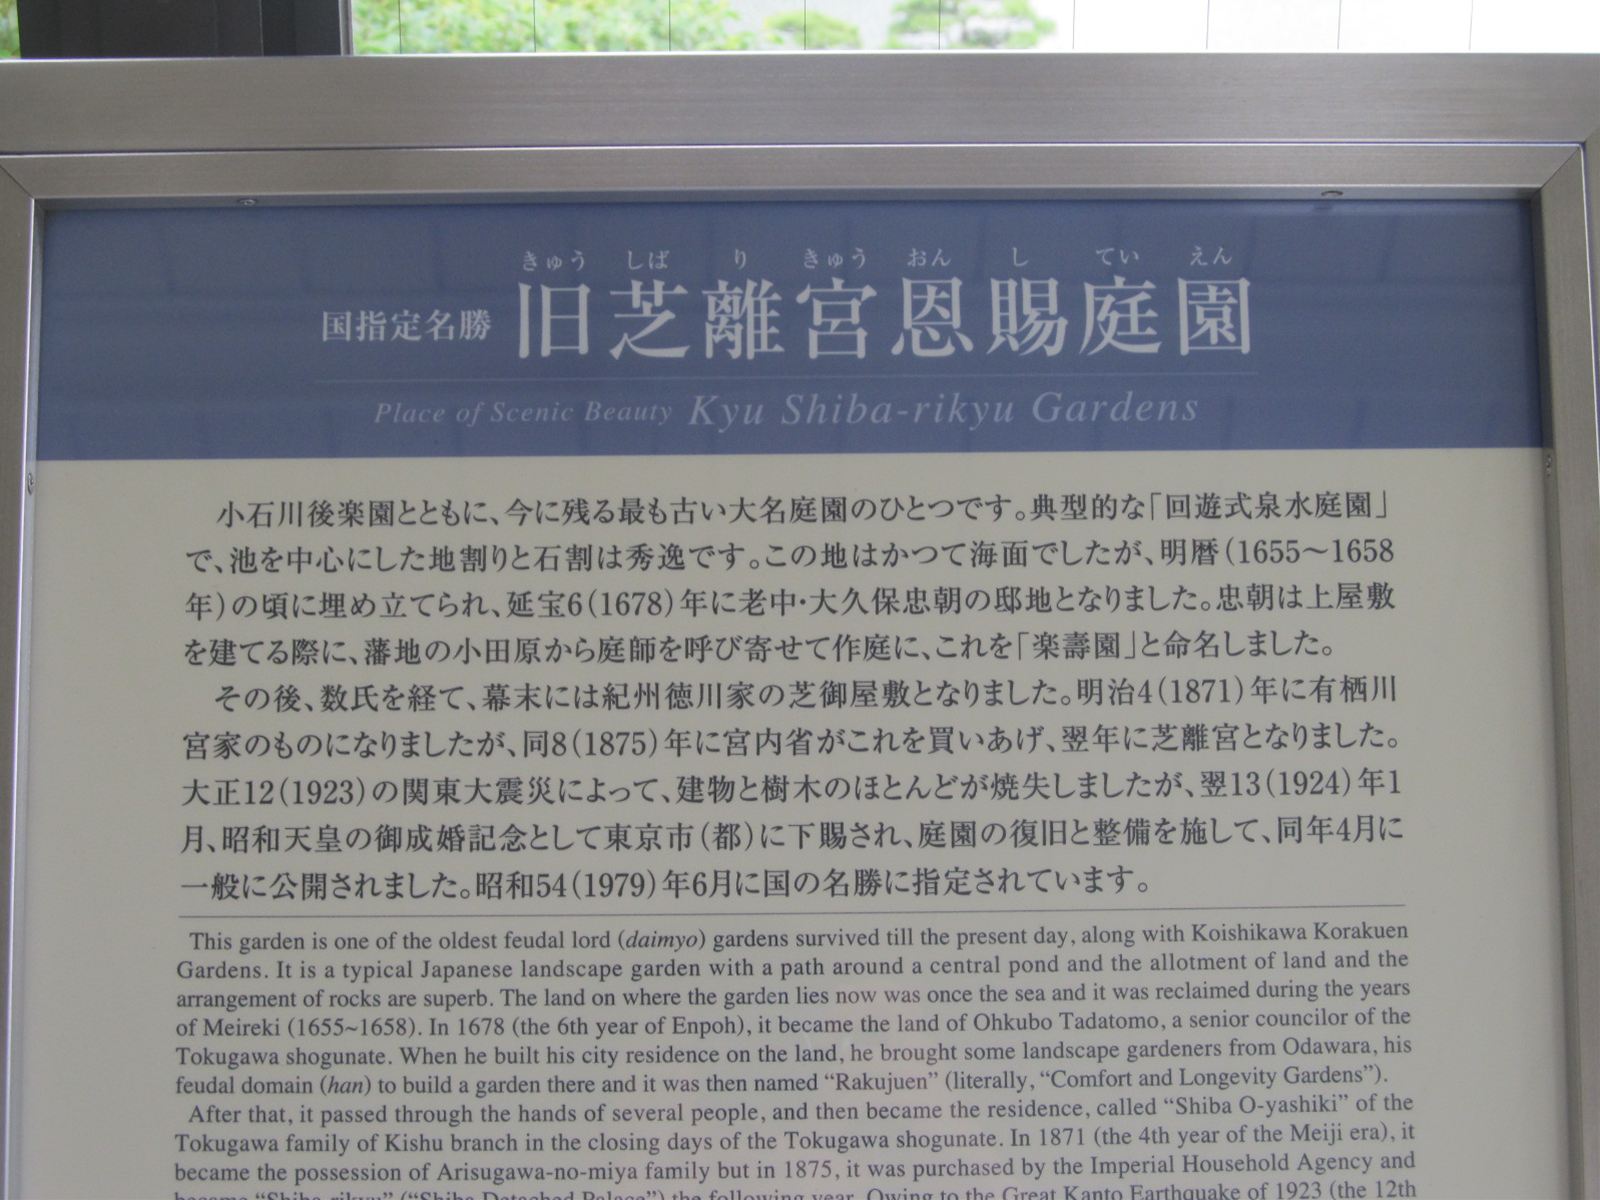 きゅう しば り きゅう おん し てい えん
国指定名勝 旧芝離宮恩賜庭園
Place of Scenic Beauty Kyu Shiba-rikyu Gardens
小石川後楽園とともに、今に残る最も古い大名庭園のひとつです。典型的な「回遊式泉水庭園」
で、池を中心にした地割りと石割は秀逸です。この地はかつて海面でしたが、明暦(1655～1658
年)の頃に埋め立てられ、延宝6(1678)年に老中・大久保忠朝の邸地となりました。忠朝は上屋敷
を建てる際に、藩地の小田原から庭師を呼び寄せて作庭に、これを「楽壽園」と命名しました。
その後、数氏を経て、幕末には紀州徳川家の芝御屋敷となりました。明治4(1871)年に有栖川
宮家のものになりましたが、同8(1875)年に宮内省がこれを買いあげ、翌年に芝離宮となりました。
大正12(1923)の関東大震災によって、建物と樹木のほとんどが焼失しましたが、翌13(1924)年1
月、昭和天皇の御成婚記念として東京市(都)に下賜され、庭園の復旧と整備を施して、同年4月に
一般に公開されました。昭和54(1979)年6月に国の名勝に指定されています。
This garden is one of the oldest feudal lord (daimyo) gardens survived till the present day, along with Koishikawa Korakuen
Gardens. It is a typical Japanese landscape garden with a path around a central pond and the allotment of land and the
arrangement of rocks are superb. The land on where the garden lies now was once the sea and it was reclaimed during the years
of Meireki (1655~1658). In 1678 (the 6th year of Enpoh), it became the land of Ohkubo Tadatomo, a senior councilor of the
Tokugawa shogunate. When he built his city residence on the land, he brought some landscape gardeners from Odawara, his
feudal domain (han) to build a garden there and it was then named “Rakujuen” (literally, “Comfort and Longevity Gardens”).
After that, it passed through the hands of several people, and then became the residence, called “Shiba O-yashiki” of the
Tokugawa family of Kishu branch in the closing days of the Tokugawa shogunate. In 1871 (the 4th year of the Meiji era), it
became the possession of Arisugawa-no-miya family but in 1875, it was purchased by the Imperial Household Agency and
became “Shiba-rikyu” (“Shiba Detached Palace”) the following year. Owing to the Great Kanto Earthquake of 1923 (the 12th